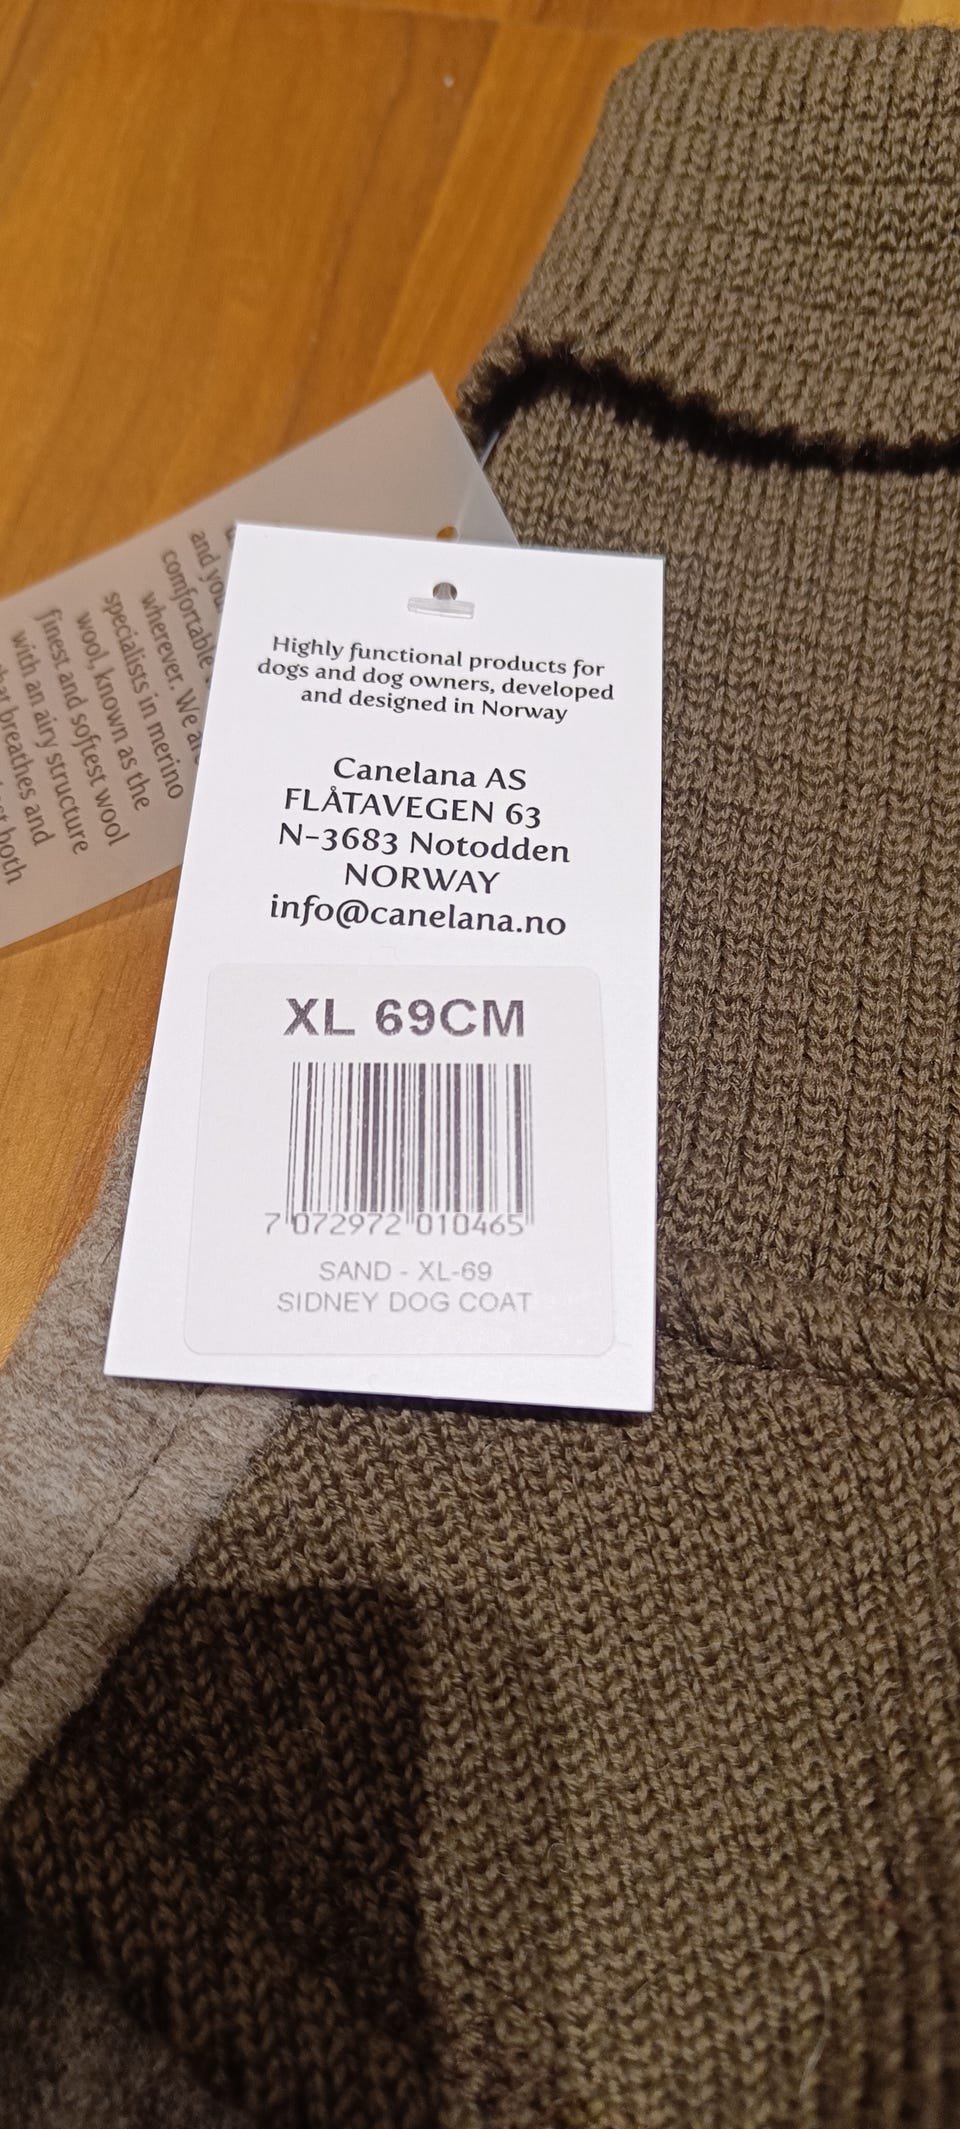 Highly functional products for
dogs and dog owners, developed
and designed in Norway
Canelana AS
FLÅTAVEGEN 63
N-3683 Notodden
NORWAY
info@canelana.no
XL 69CM
7 072972 010465
SAND - XL-69
SIDNEY DOG COAT
and you
comfortable
wherever. We
specialists in merino
wool, known as the
finest and softest wool
with an airy structure
breathes and
both